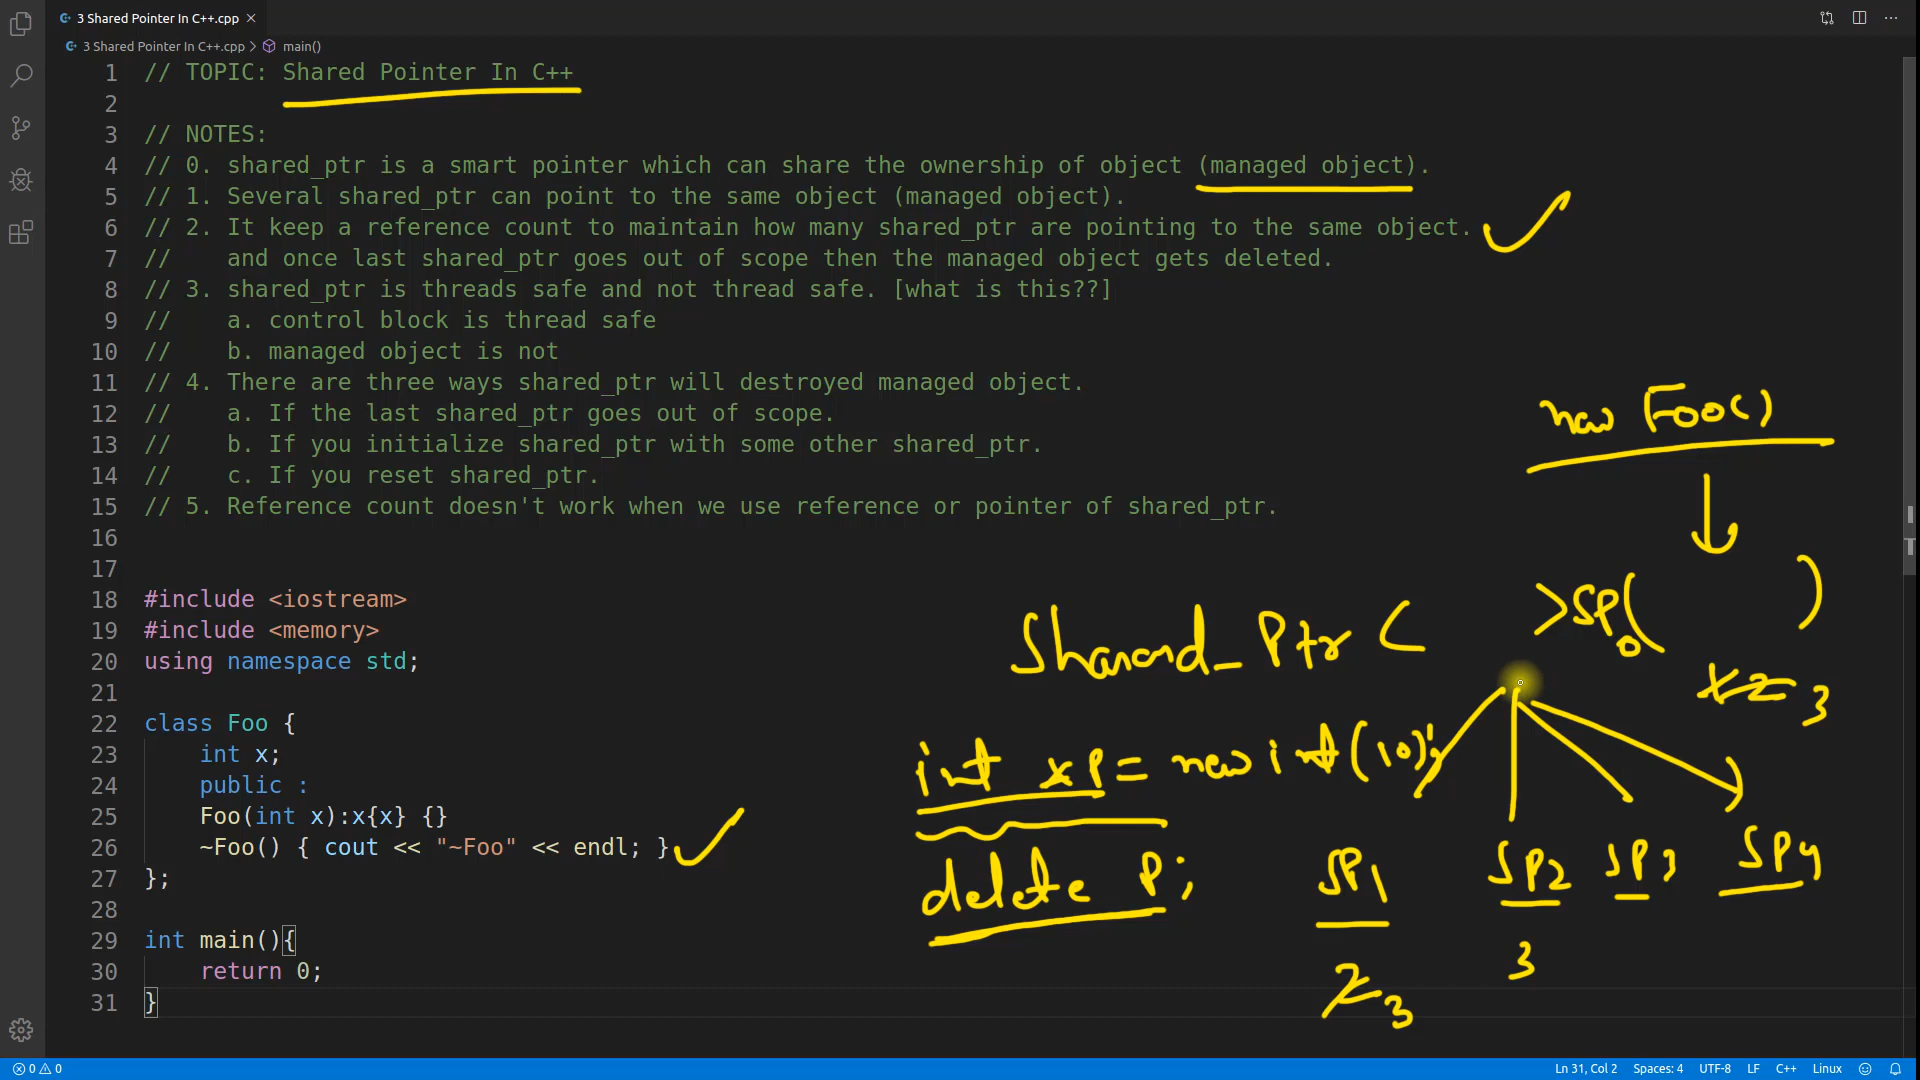 3 Shared Pointer In C++.cpp
3 Shared Pointer In C++.cpp > main()
1 // TOPIC: Shared Pointer In C++
2
3 // NOTES:
4 // 0. shared_ptr is a smart pointer which can share the ownership of object (managed object).
5 // 1. Several shared_ptr can point to the same object (managed object).
6 // 2. It keep a reference count to maintain how many shared_ptr are pointing to the same object.
7 // and once last shared_ptr goes out of scope then the managed object gets deleted.
8 // 3. shared_ptr is threads safe and not thread safe. [what is this??]
9 // a. control block is thread safe
10 // b. managed object is not
11 // 4. There are three ways shared_ptr will destroyed managed object.
12 // a. If the last shared_ptr goes out of scope.
13 // b. If you initialize shared_ptr with some other shared_ptr.
14 // c. If you reset shared_ptr.
15 // 5. Reference count doesn't work when we use reference or pointer of shared_ptr.
16
17
18 #include <iostream>
19 #include <memory>
20 using namespace std;
21
22 class Foo {
23 int x;
24 public :
25 Foo(int x):x{x} {}
26 ~Foo() { cout << "~Foo" << endl; }
27 };
28
29 int main(){
30 return 0;
31 }
new Foo()
Shared_Ptr < >SP0( )
2 3
int *P = new int(10);
delete P;
SP1 SP2 SP3 SP4
2 3 3
0 0
Ln 31, Col 2 Spaces: 4 UTF-8 LF C++ Linux